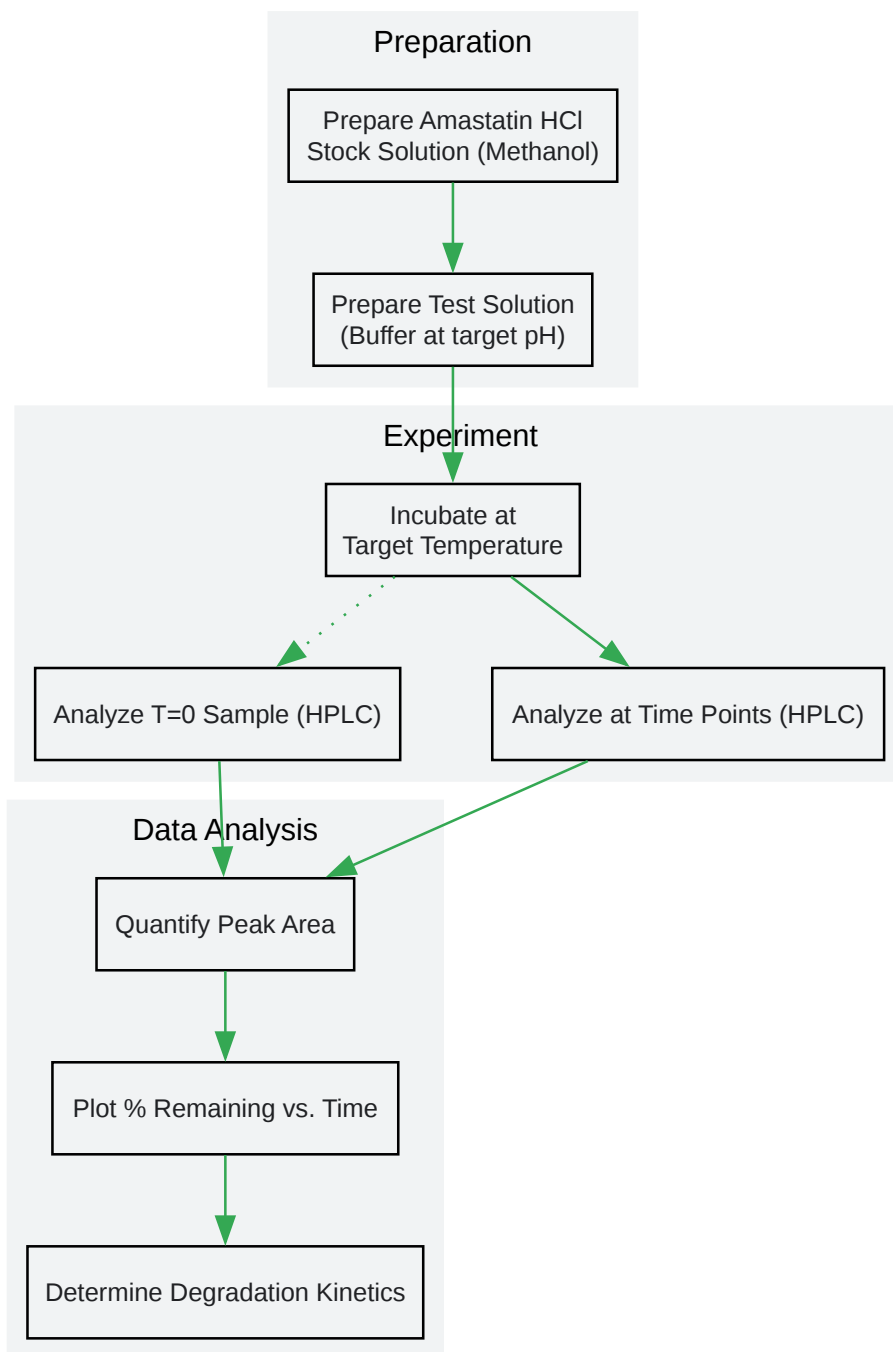 Preparation
Prepare Amastatin HCl
Stock Solution (Methanol)
Prepare Test Solution
(Buffer at target pH)
Experiment
Incubate at
Target Temperature
Analyze T=0 Sample (HPLC)
Analyze at Time Points (HPLC)
Data Analysis
Quantify Peak Area
Plot % Remaining vs. Time
Determine Degradation Kinetics